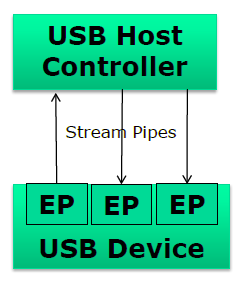 USB Host
Controller
Stream Pipes
EP EP EP
USB Device